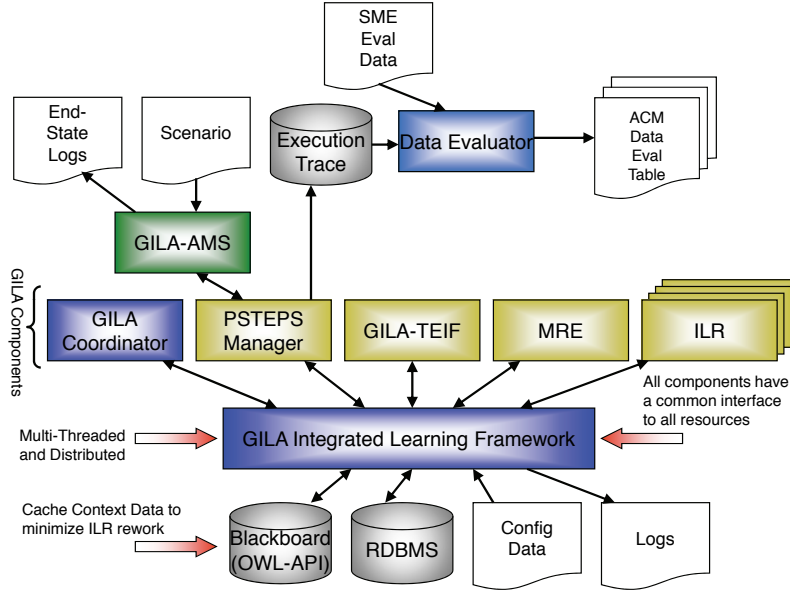 SME
Eval
Data
End-
State
Logs
Scenario
Execution
Trace
Data Evaluator
ACM
Data
Eval
Table
GILA-AMS
GILA Components
GILA
Coordinator
PSTEPS
Manager
GILA-TEIF
MRE
ILR
All components have
a common interface
to all resources
Multi-Threaded
and Distributed
GILA Integrated Learning Framework
Cache Context Data to
minimize ILR rework
Blackboard
(OWL-API)
RDBMS
Config
Data
Logs